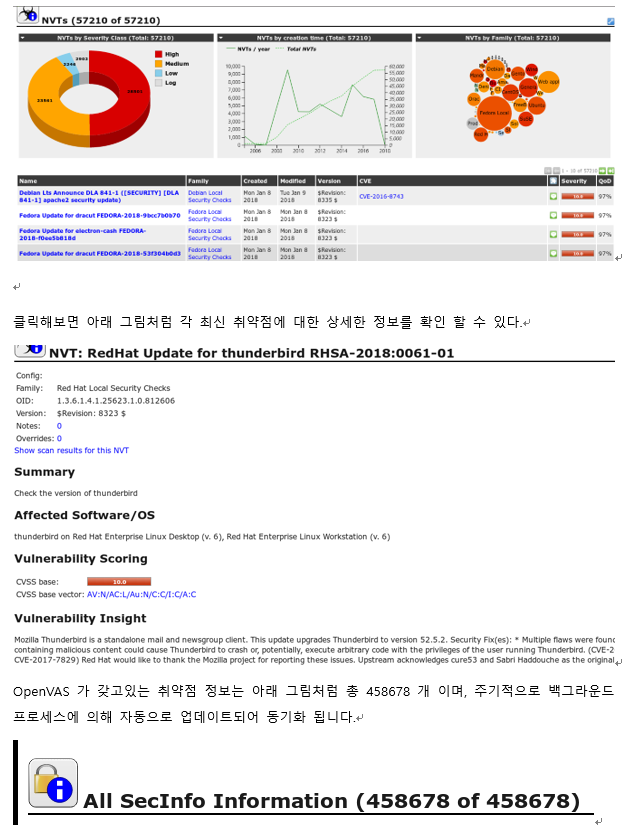 NVTs (57210 of 57210)
NVTs by Severity Class (Total: 57210)
NVTs by creation time (Total: 57210)
NVTs by Family (Total: 57210)
High
Medium
Low
Log
NVTs / year
Total NVTs
10,000
9,000
8,000
7,000
6,000
5,000
4,000
3,000
2,000
1,000
0
60,000
55,000
50,000
45,000
40,000
35,000
30,000
25,000
20,000
15,000
10,000
5,000
0
2006 2008 2010 2012 2014 2016 2018
Debian
Fedora Local
Web appl
Ubuntu
CentOS
Name Family Created Modified Version CVE Severity QoD
Debian Lts Announce DLA 841-1 ([SECURITY] [DLA Debian Local Mon Jan 8 Tue Jan 9 $Revision: CVE-2016-8743 10.0 97%
841-1] apache2 security update) Security Checks 2018 2018 8335 $
Fedora Update for dracut FEDORA-2018-9bcc7b0b70 Fedora Local Mon Jan 8 Mon Jan 8 $Revision: 10.0 97%
Security Checks 2018 2018 8323 $
Fedora Update for electron-cash FEDORA- Fedora Local Mon Jan 8 Mon Jan 8 $Revision: 10.0 97%
2018-f0ee5b818d Security Checks 2018 2018 8323 $
Fedora Update for dracut FEDORA-2018-53f304b0d3 Fedora Local Mon Jan 8 Mon Jan 8 $Revision: 10.0 97%
Security Checks 2018 2018 8323 $
클릭해보면 아래 그림처럼 각 최신 취약점에 대한 상세한 정보를 확인 할 수 있다.
NVT: RedHat Update for thunderbird RHSA-2018:0061-01
Config:
Family: Red Hat Local Security Checks
OID: 1.3.6.1.4.1.25623.1.0.812606
Version: $Revision: 8323 $
Notes: 0
Overrides: 0
Show scan results for this NVT
Summary
Check the version of thunderbird
Affected Software/OS
thunderbird on Red Hat Enterprise Linux Desktop (v. 6), Red Hat Enterprise Linux Workstation (v. 6)
Vulnerability Scoring
CVSS base: 10.0
CVSS base vector: AV:N/AC:L/Au:N/C:C/I:C/A:C
Vulnerability Insight
Mozilla Thunderbird is a standalone mail and newsgroup client. This update upgrades Thunderbird to version 52.5.2. Security Fix(es): * Multiple flaws were found
containing malicious content could cause Thunderbird to crash or, potentially, execute arbitrary code with the privileges of the user running Thunderbird. (CVE-2
CVE-2017-7829) Red Hat would like to thank the Mozilla project for reporting these issues. Upstream acknowledges cure53 and Sabri Haddouche as the original
OpenVAS 가 갖고있는 취약점 정보는 아래 그림처럼 총 458678 개 이며, 주기적으로 백그라운드
프로세스에 의해 자동으로 업데이트되어 동기화 됩니다.
All SecInfo Information (458678 of 458678)